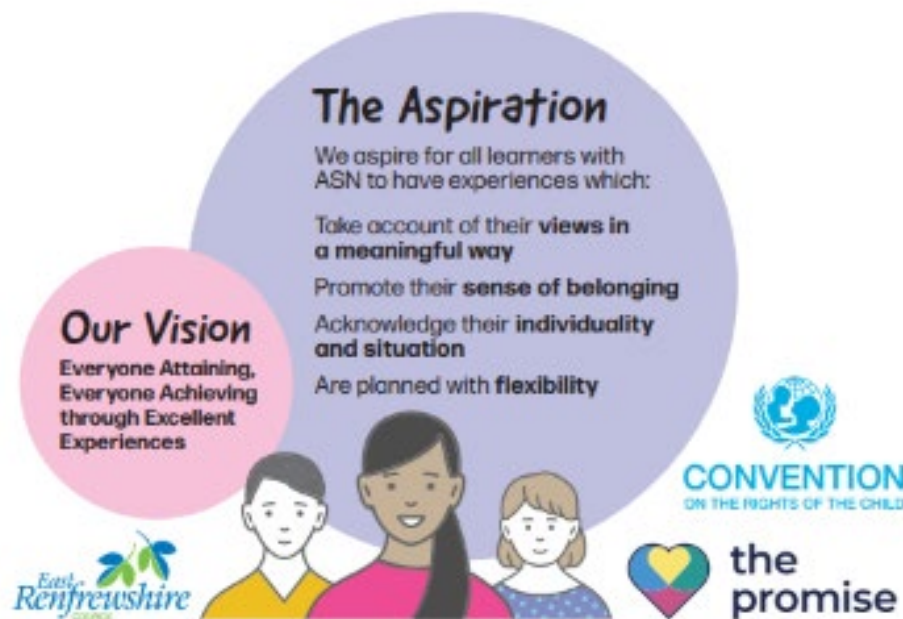 The Aspiration
We aspire for all learners with
ASN to have experiences which:
Take account of their views in
a meaningful way
Promote their sense of belonging
Acknowledge their individuality
and situation
Are planned with flexibility
Our Vision
Everyone Attaining,
Everyone Achieving
through Excellent
Experiences
CONVENTION
ON THE RIGHTS OF THE CHILD
East
Renfrewshire
COUNCIL
the
promise